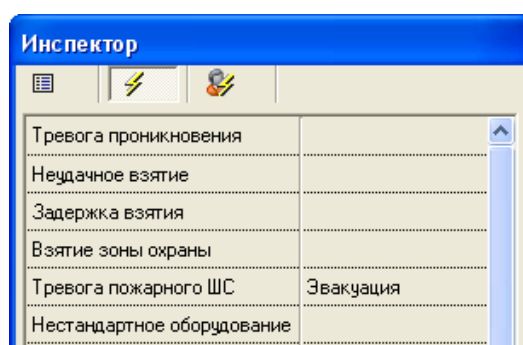 Инспектор
Тревога проникновения
Неудачное взятие
Задержка взятия
Взятие зоны охраны
Тревога пожарного ШС Эвакуация
Нестандартное оборудование